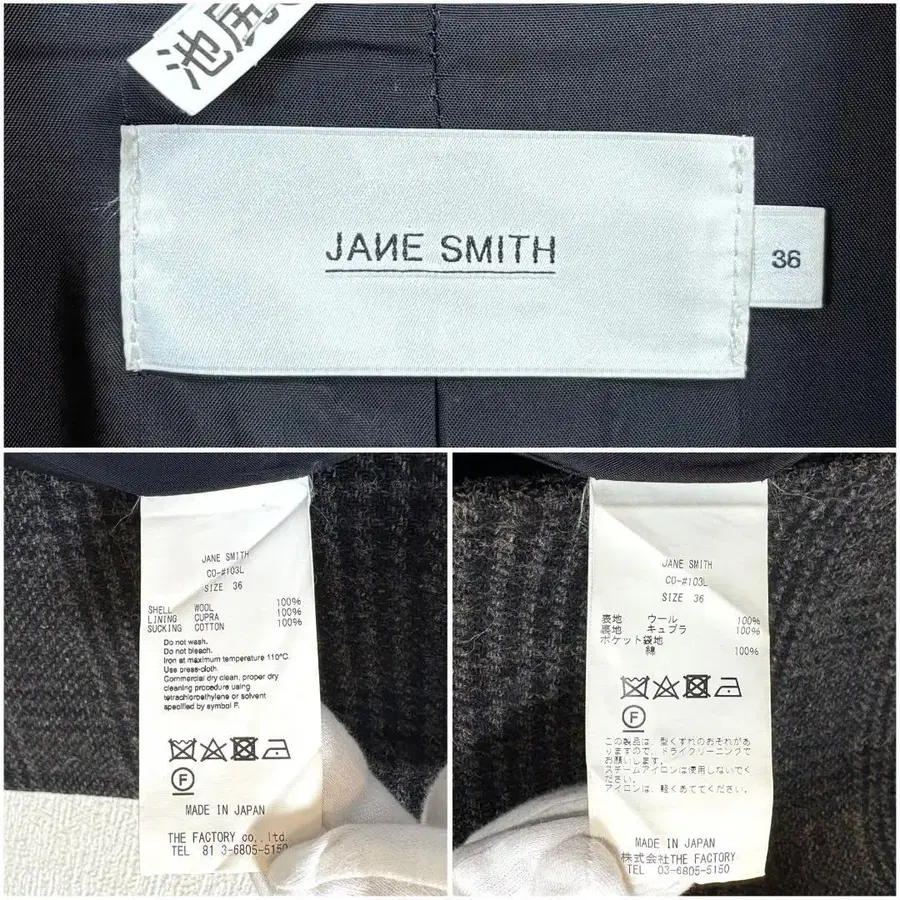 池風
JAИE SMITH
36
JANE SMITH
CO-#103L
SIZE 36
SHELL WOOL 100%
LINING CUPRA 100%
SUCKING COTTON 100%
Do not wash.
Do not bleach.
Iron at maximum temperature 110°C.
Use press-cloth.
Commercial dry clean, proper dry
cleaning procedure using
tetrachloroethylene or solvent
specified by symbol F.
F
MADE IN JAPAN
THE FACTORY co,.ltd.
TEL 81 3-6805-5150
JANE SMITH
CO-#103L
SIZE 36
表地 ウール 100%
裏地 キュプラ 100%
ポケット袋地
綿 100%
F
この製品は、型くずれのおそれがあ
りますので、ドライクリーニングで
お願いします。
スチームアイロンは使用しないでく
ださい。
アイロンは、軽くあててください。
MADE IN JAPAN
株式会社THE FACTORY
TEL 03-6805-5150